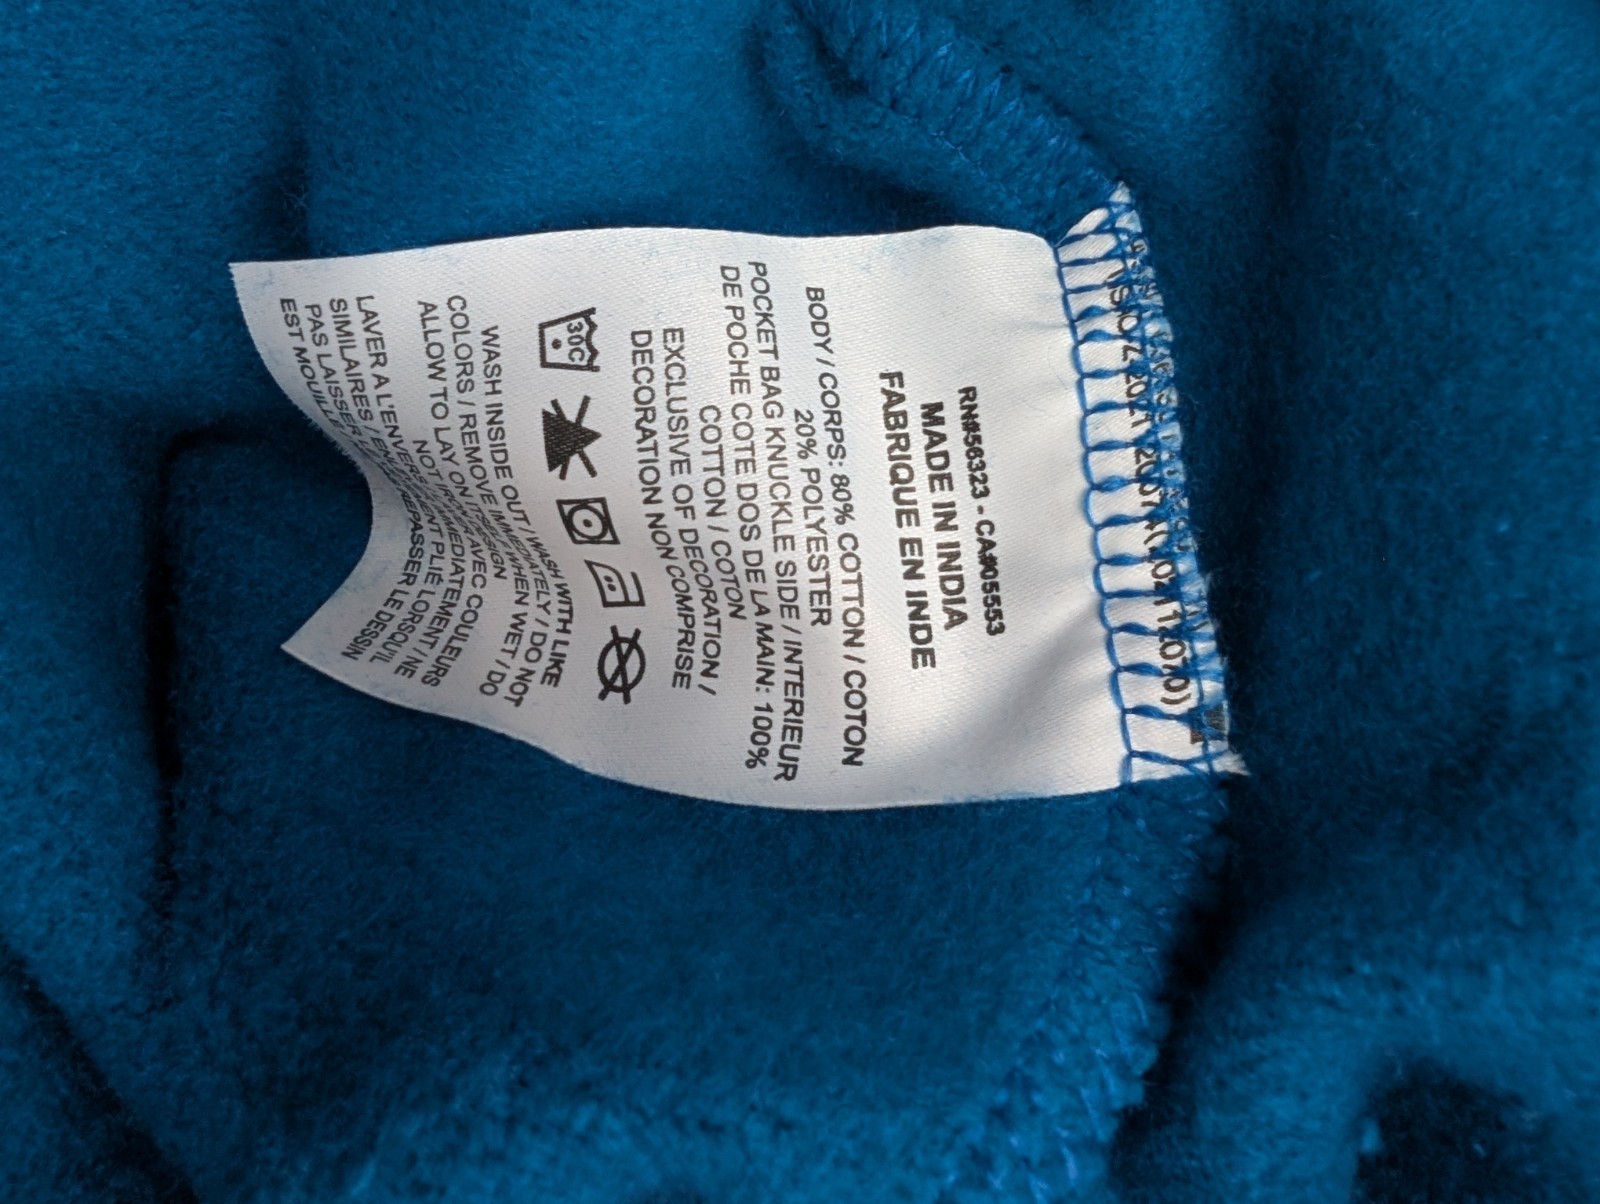 RN#56323 - CA#05553
MADE IN INDIA
FABRIQUE EN INDE
BODY / CORPS: 80% COTTON / COTON
20% POLYESTER
POCKET BAG KNUCKLE SIDE / INTERIEUR
DE POCHE COTE DOS DE LA MAIN: 100%
COTTON / COTON
EXCLUSIVE OF DECORATION /
DECORATION NON COMPRISE
30C
WASH INSIDE OUT / WASH WITH LIKE
COLORS / REMOVE IMMEDIATELY / DO NOT
ALLOW TO LAY ON ITSELF WHEN WET / DO
NOT IRON DESIGN
LAVER A L'ENVERS / AVEC COULEURS
SIMILAIRES / IMMEDIATEMENT
PAS LAISSER PLIÉ LORSQU'IL
EST MOUILLÉ / NE REPASSER LE DESSIN